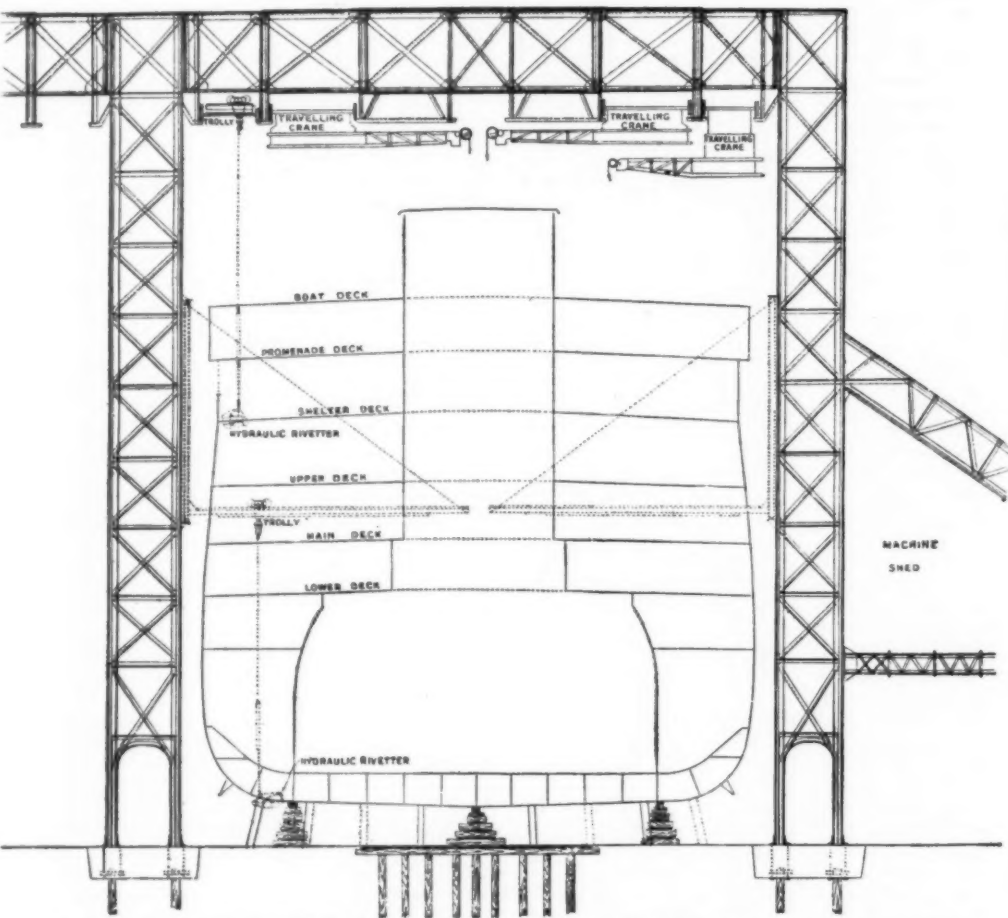 TROLLY
TRAVELLING
CRANE
TRAVELLING
CRANE
TRAVELLING
CRANE
BOAT DECK
PROMENADE DECK
SHELTER DECK
HYDRAULIC RIVETTER
UPPER DECK
TROLLY
MAIN DECK
MACHINE
SHED
LOWER DECK
HYDRAULIC RIVETTER